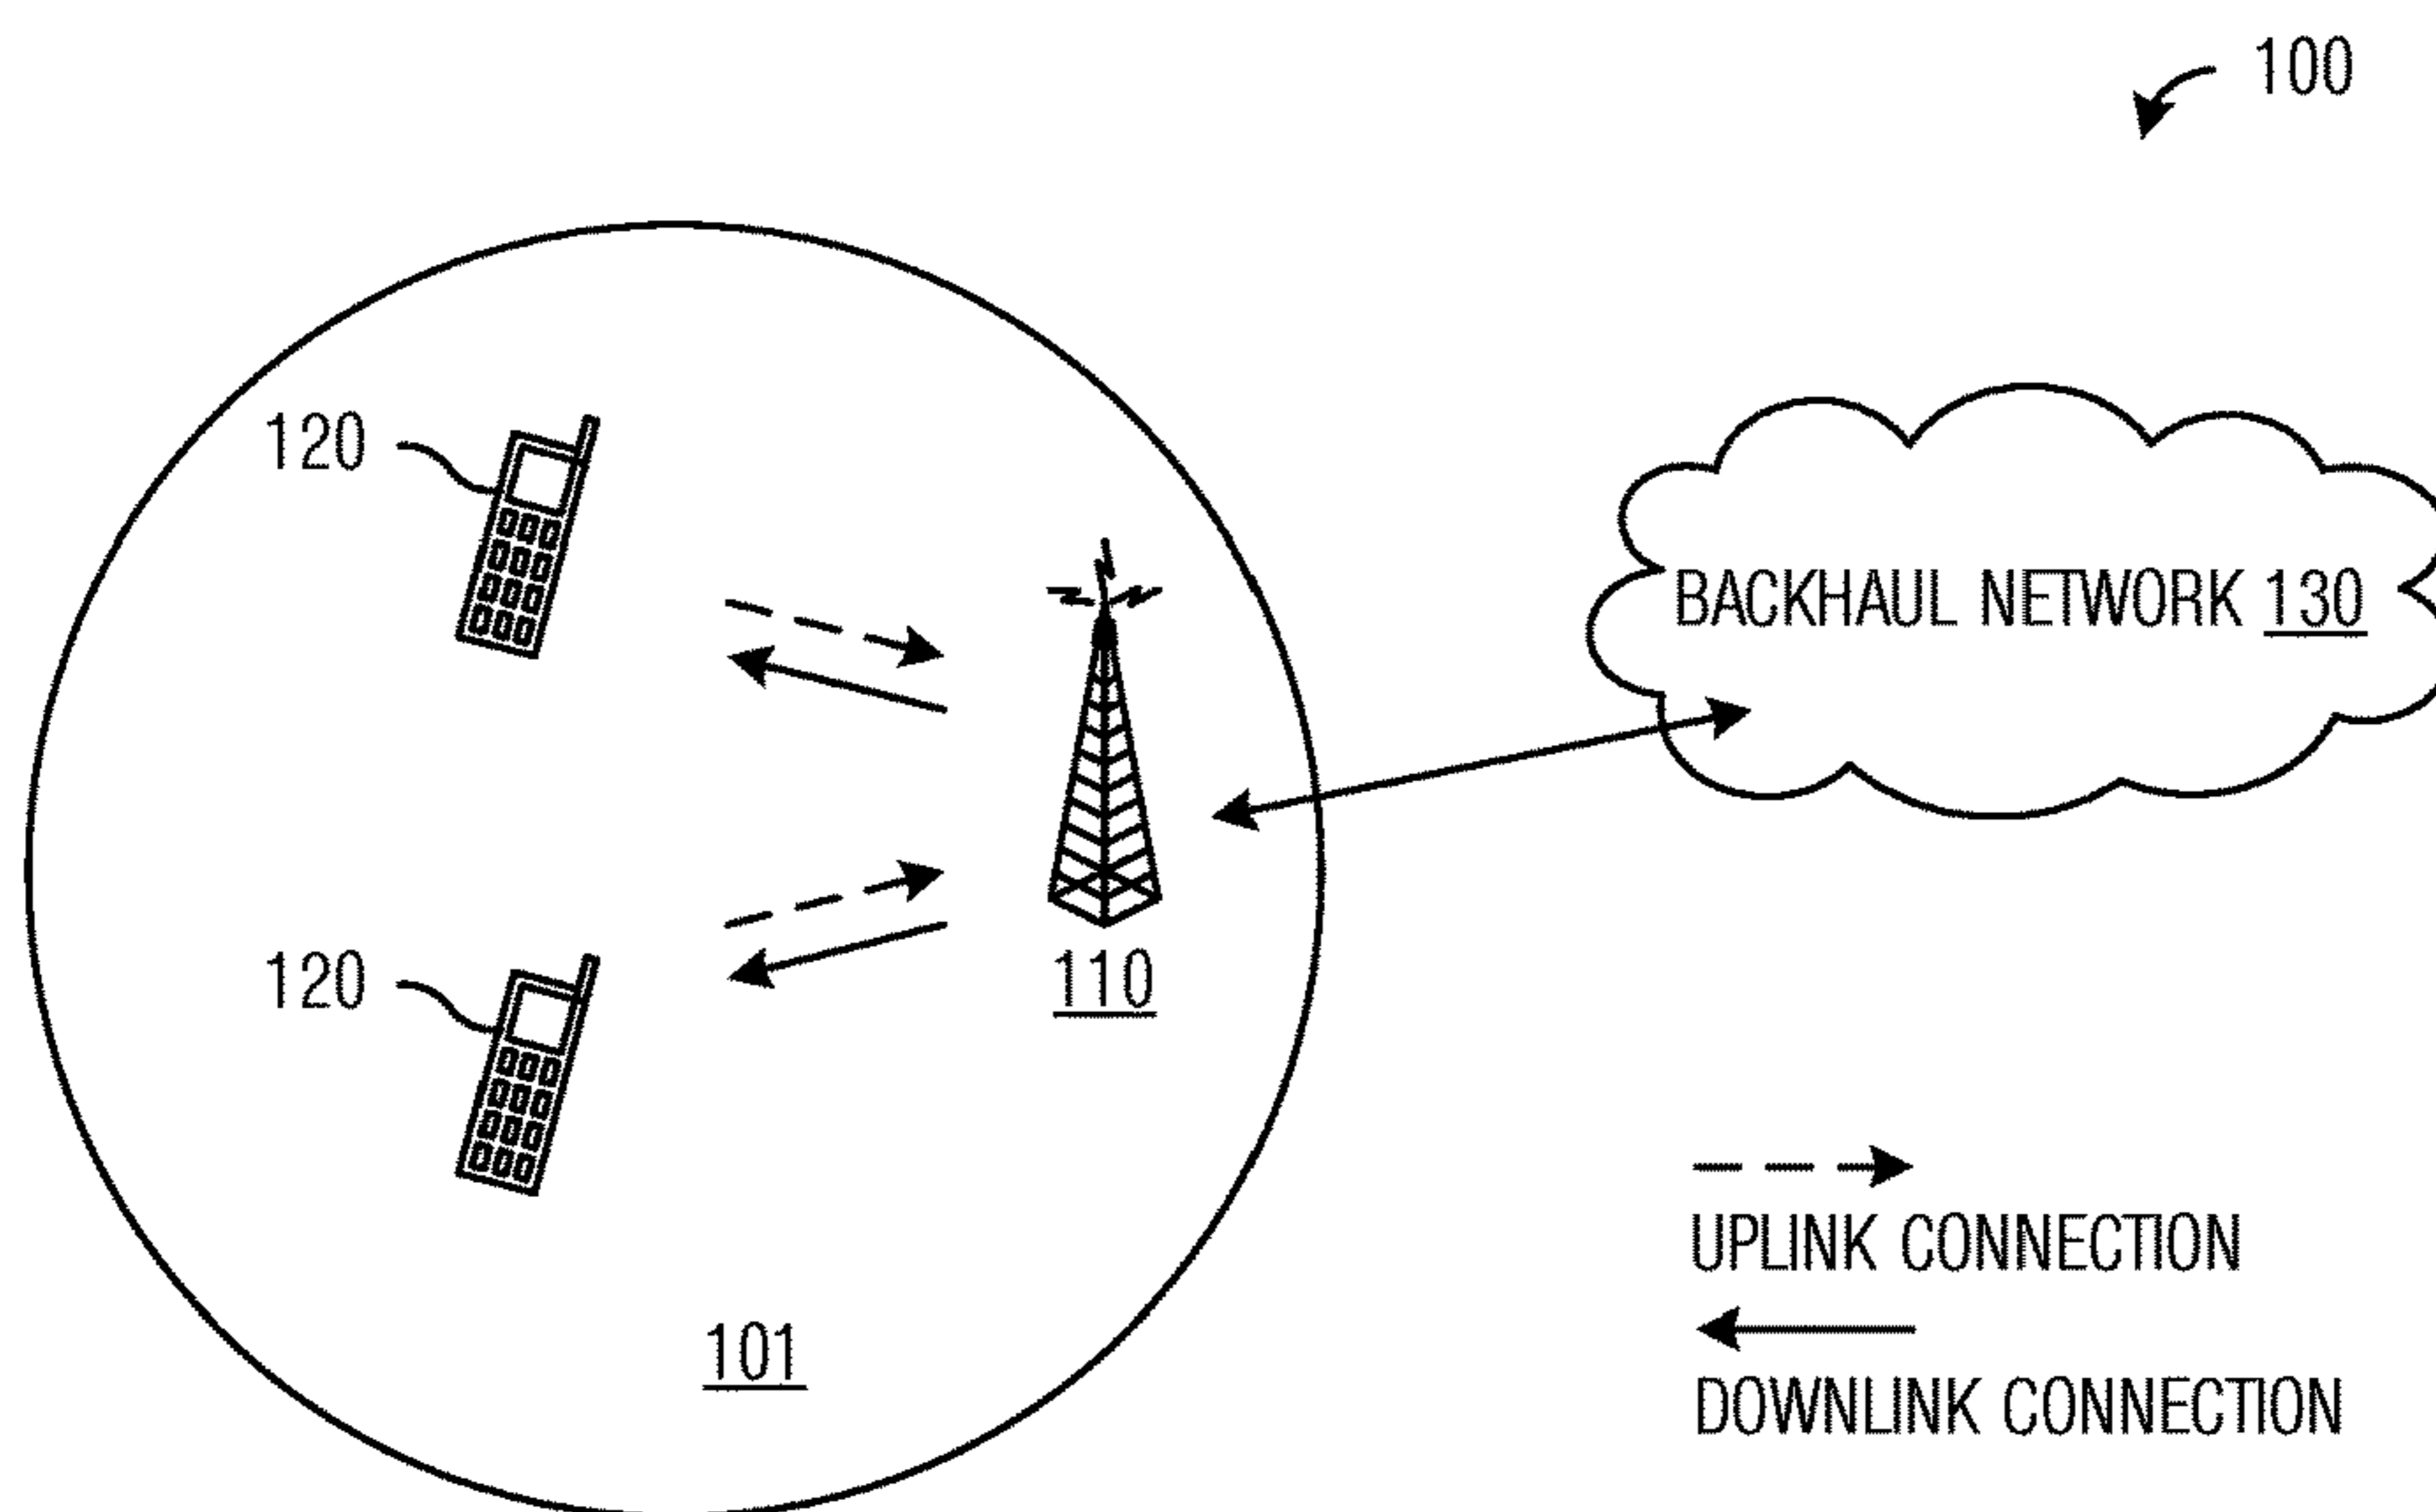 100
120
BACKHAUL NETWORK 130
120
110
UPLINK CONNECTION
101
DOWNLINK CONNECTION